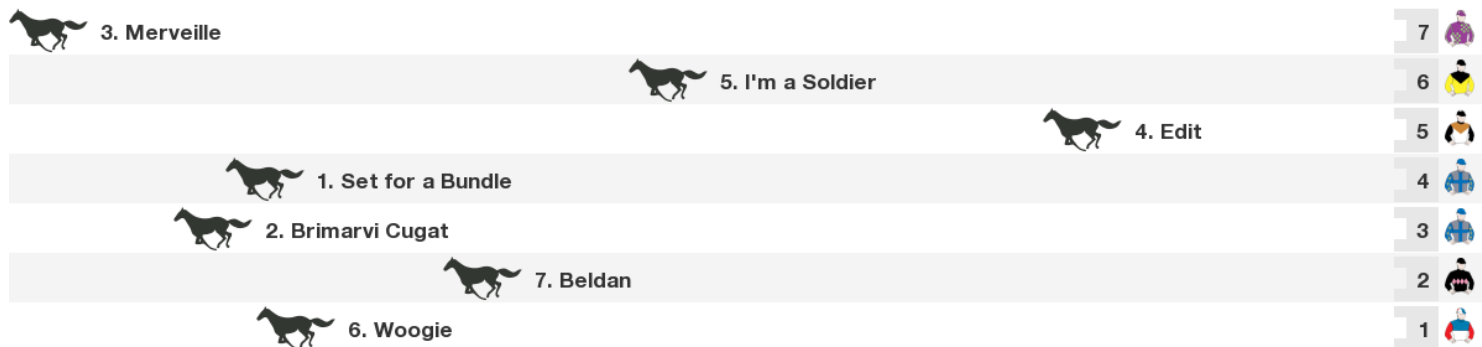 3. Merveille 7
5. I'm a Soldier 6
4. Edit 5
1. Set for a Bundle 4
2. Brimarvi Cugat 3
7. Beldan 2
6. Woogie 1